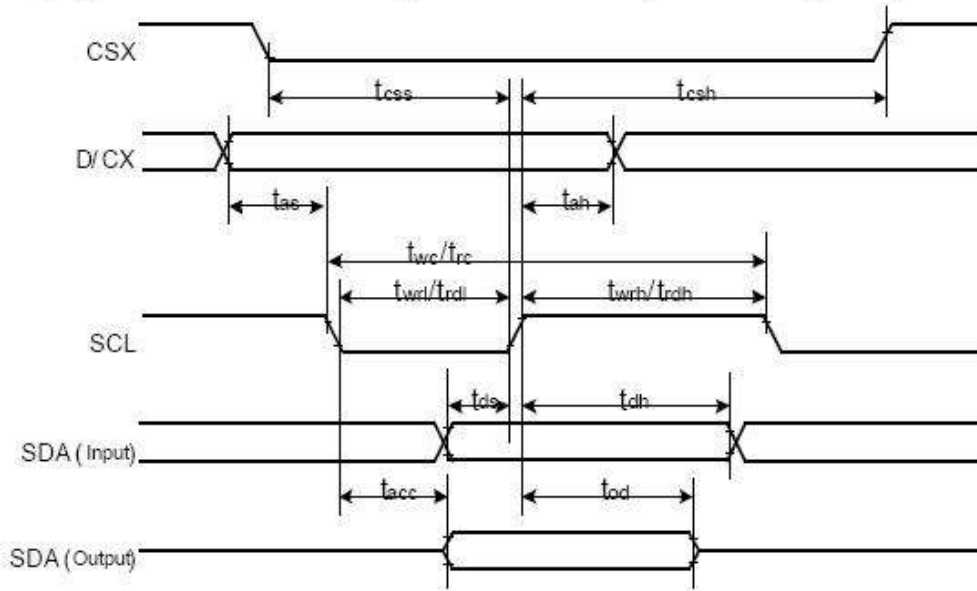 CSX
tcss
tcsh
D/CX
tas
tah
twc/trc
twrl/trdl
twrh/trdh
SCL
tds
tdh
SDA (Input)
tacc
tod
SDA (Output)